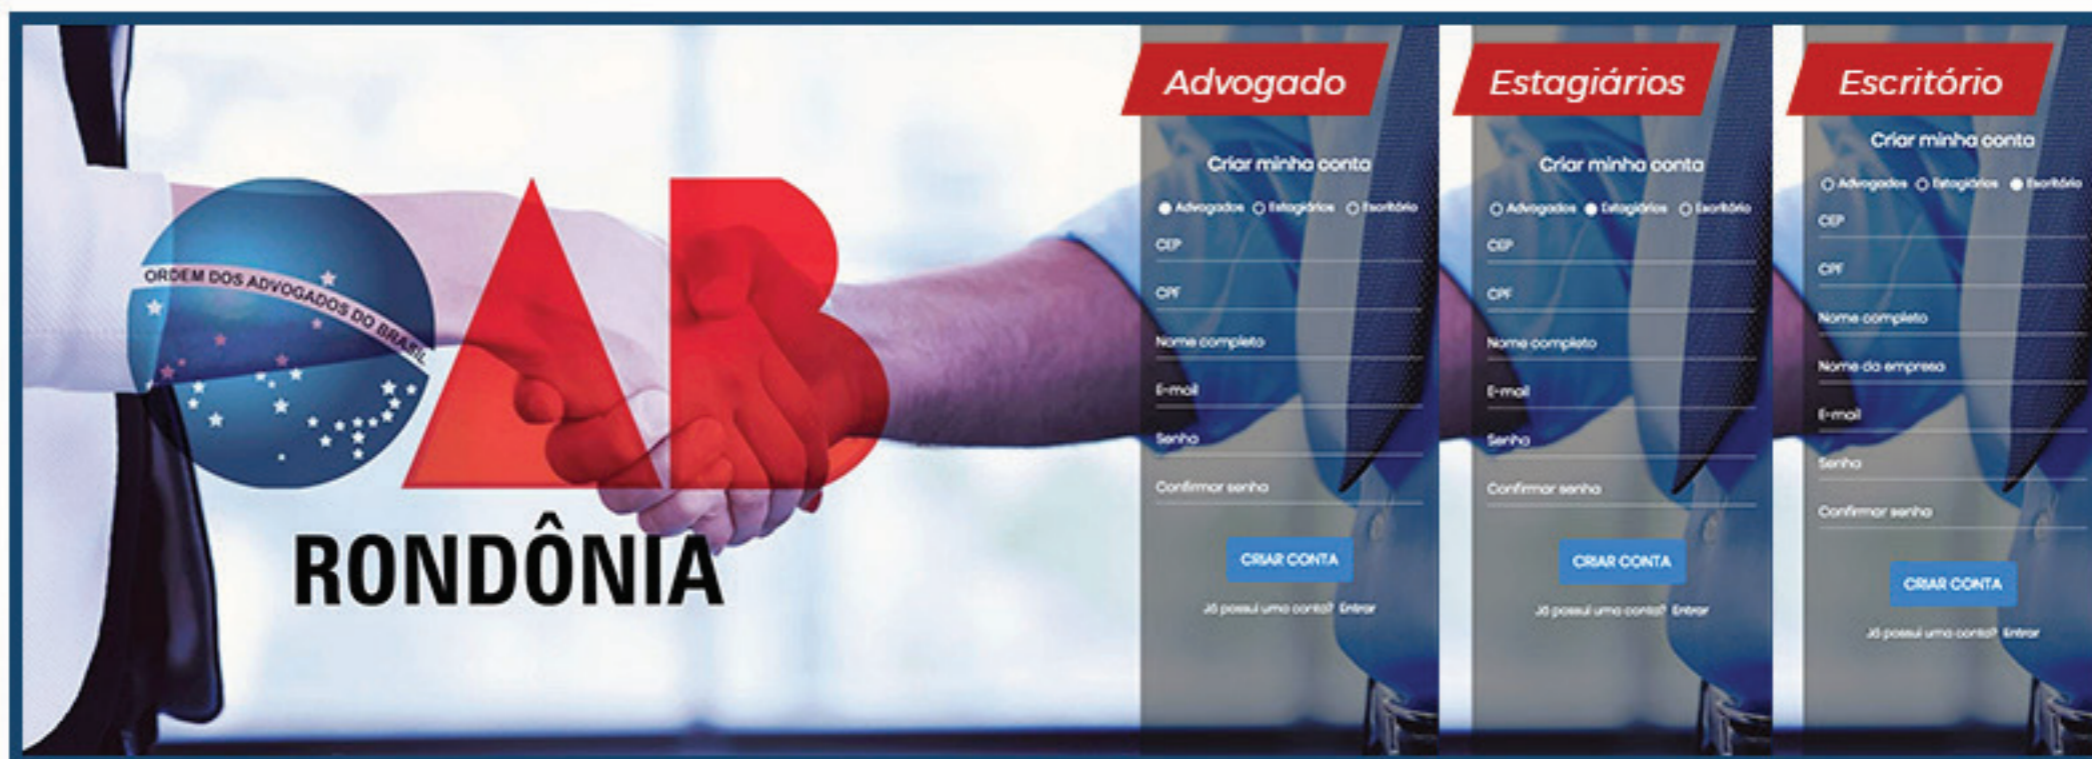 ORDEM DOS ADVOGADOS DO BRASIL
OAB
RONDÔNIA
Advogado
Criar minha conta
Advogados Estagiários Escritório
CEP
CPF
Nome completo
E-mail
Senha
Confirmar senha
CRIAR CONTA
Já possui uma conta? Entrar
Estagiários
Criar minha conta
Advogados Estagiários Escritório
CEP
CPF
Nome completo
E-mail
Senha
Confirmar senha
CRIAR CONTA
Já possui uma conta? Entrar
Escritório
Criar minha conta
Advogados Estagiários Escritório
CEP
CPF
Nome completo
Nome da empresa
E-mail
Senha
Confirmar senha
CRIAR CONTA
Já possui uma conta? Entrar